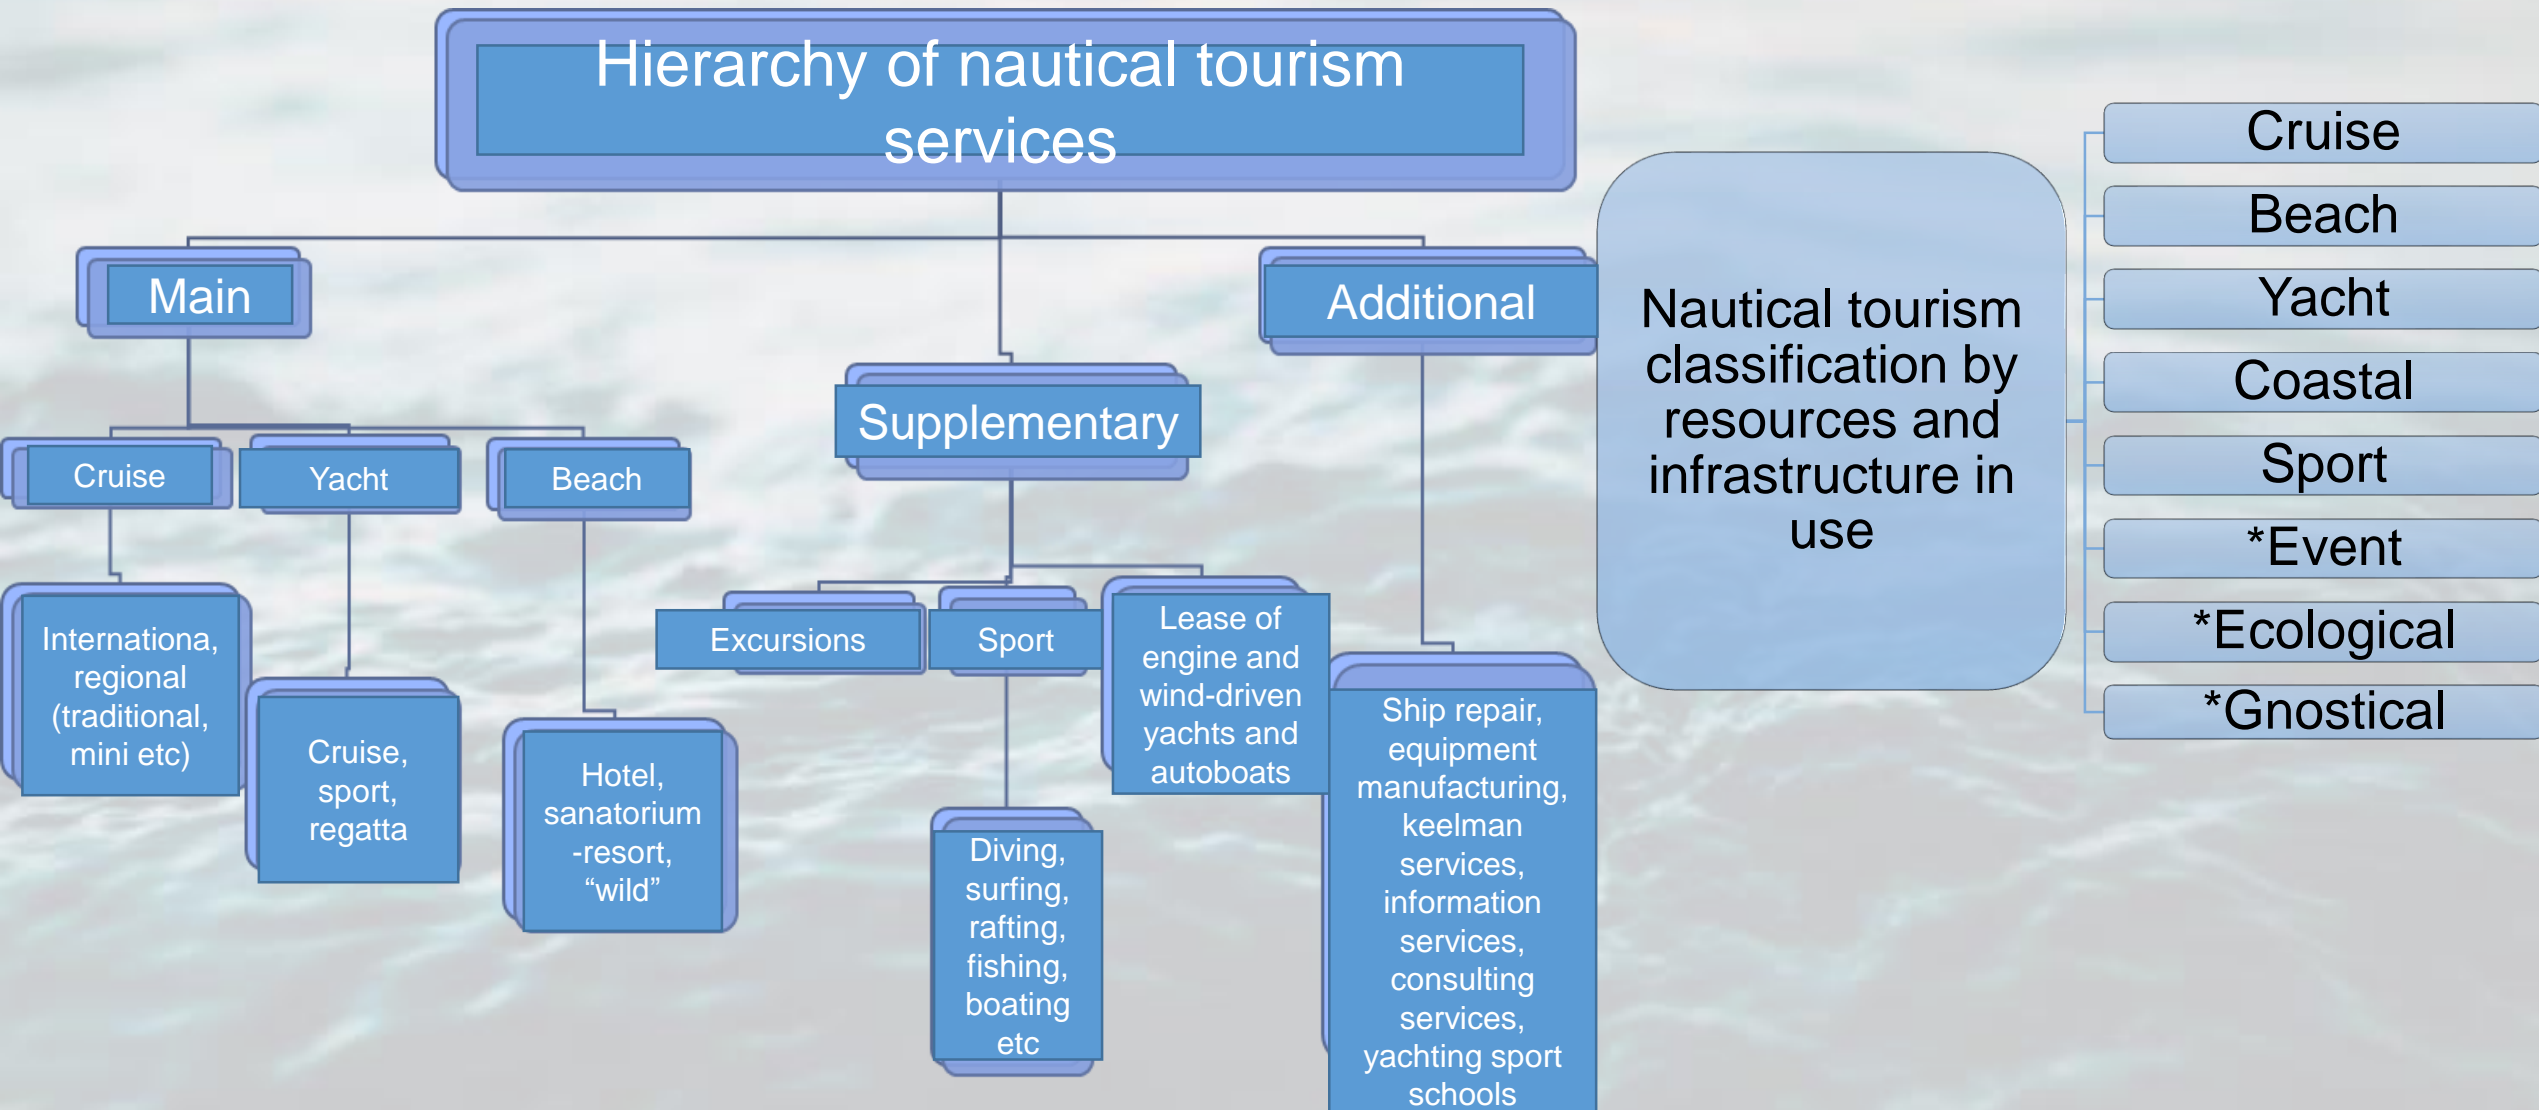 Hierarchy of nautical tourism
services
Main
Supplementary
Additional
Cruise
Yacht
Beach
Internationa,
regional
(traditional,
mini etc)
Cruise,
sport,
regatta
Hotel,
sanatorium
-resort,
“wild”
Excursions
Sport
Lease of
engine and
wind-driven
yachts and
autoboats
Diving,
surfing,
rafting,
fishing,
boating
etc
Ship repair,
equipment
manufacturing,
keelman
services,
information
services,
consulting
services,
yachting sport
schools
Nautical tourism
classification by
resources and
infrastructure in
use
Cruise
Beach
Yacht
Coastal
Sport
*Event
*Ecological
*Gnostical